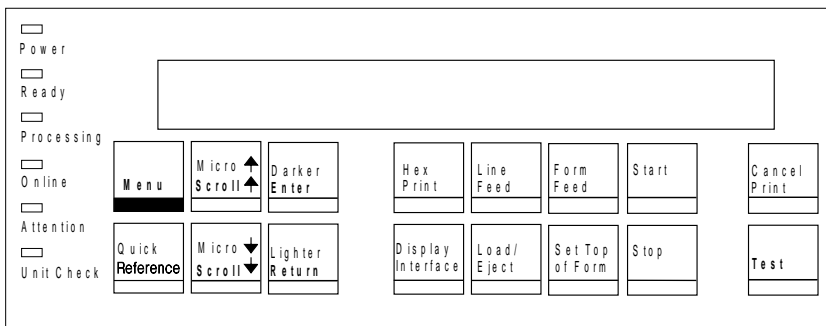 Power
Ready
Processing
Online
Attention
Unit Check
Menu
Micro
Scroll
Darker
Enter
Hex
Print
Line
Feed
Form
Feed
Start
Cancel
Print
Quick
Reference
Micro
Scroll
Lighter
Return
Display
Interface
Load/
Eject
Set Top
of Form
Stop
Test